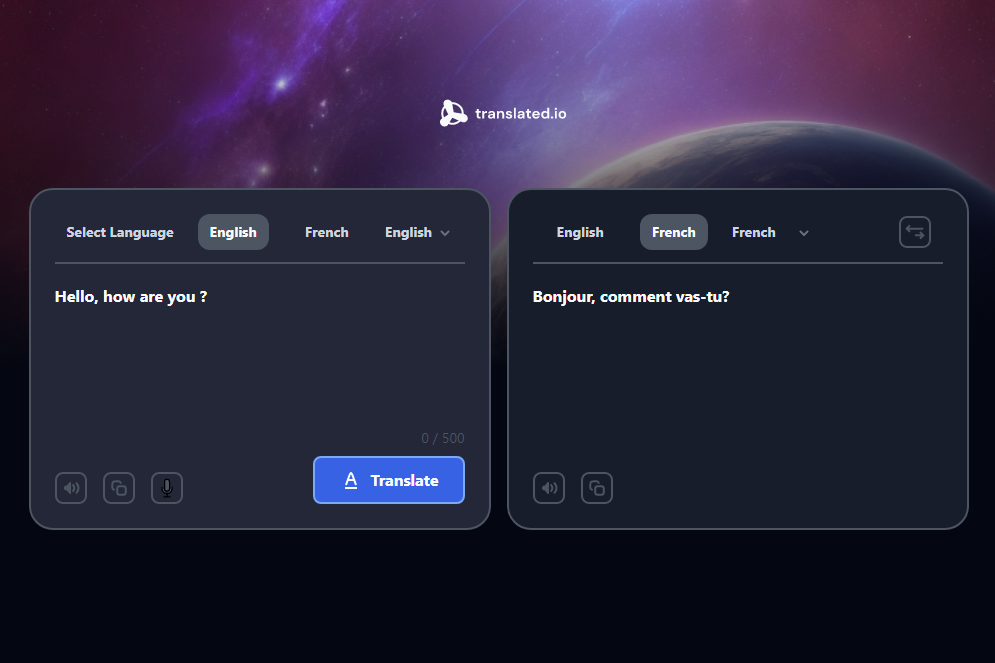 translated.io
Select Language English French English
English French French
Hello, how are you ?
Bonjour, comment vas-tu?
0 / 500
A Translate